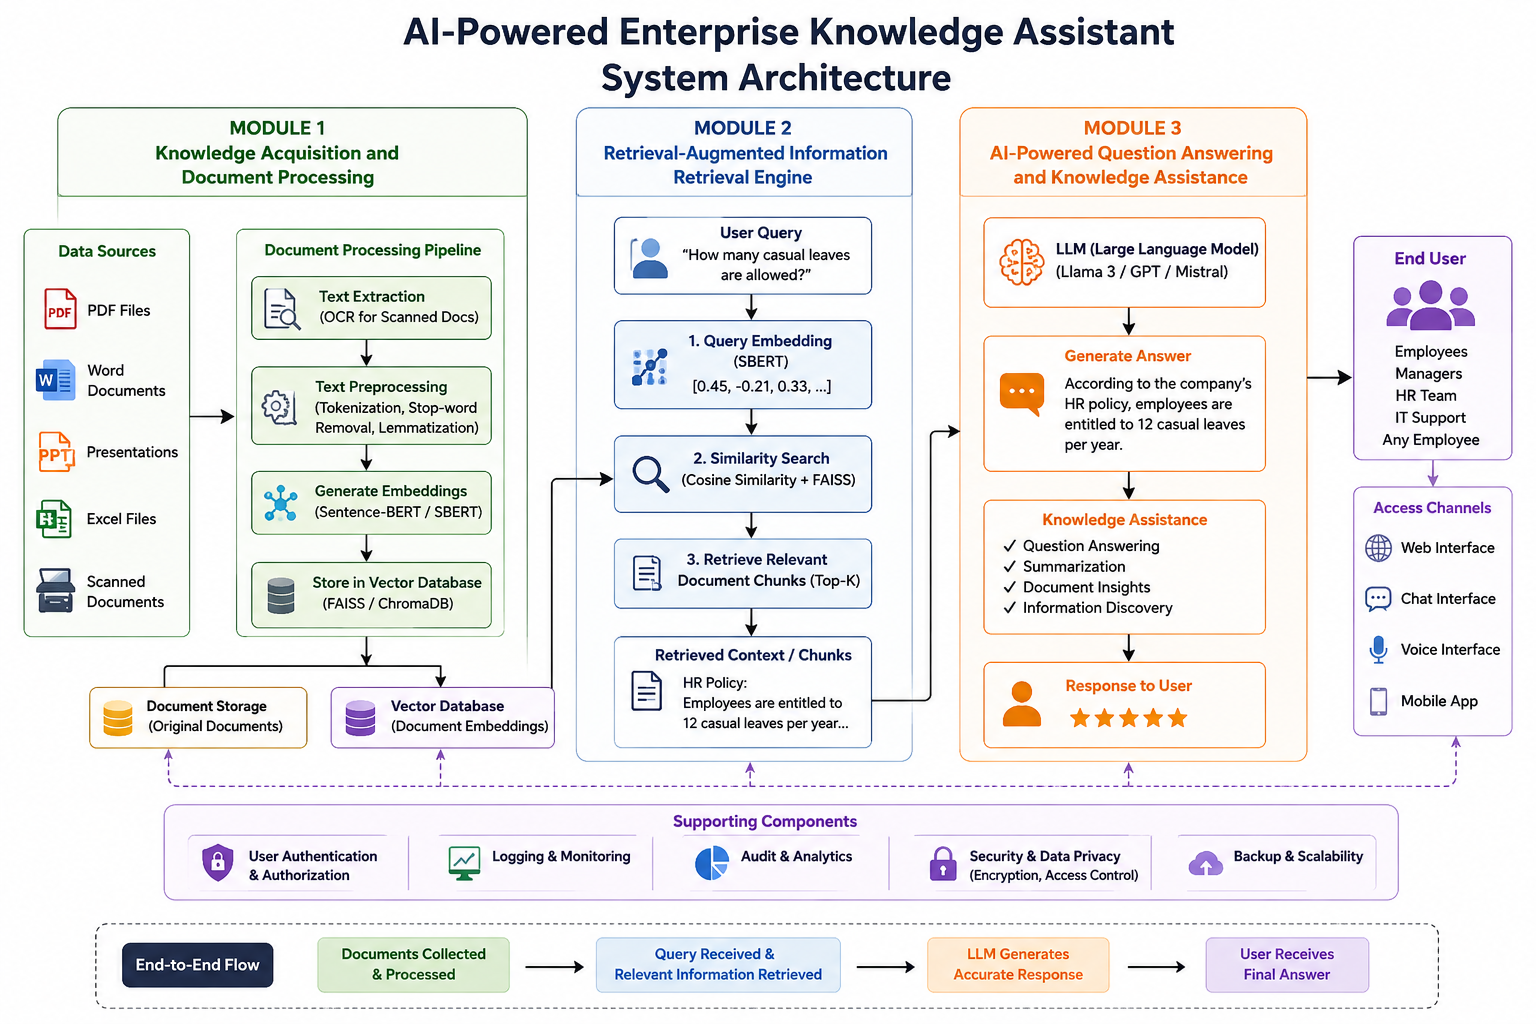 AI-Powered Enterprise Knowledge Assistant
System Architecture
MODULE 1
Knowledge Acquisition and
Document Processing
Data Sources
PDF
PDF Files
W
Word
Documents
PPT
Presentations
Excel Files
Scanned
Documents
Document Processing Pipeline
Text Extraction
(OCR for Scanned Docs)
Text Preprocessing
(Tokenization, Stop-word
Removal, Lemmatization)
Generate Embeddings
(Sentence-BERT / SBERT)
Store in Vector Database
(FAISS / ChromaDB)
Document Storage
(Original Documents)
Vector Database
(Document Embeddings)
MODULE 2
Retrieval-Augmented Information
Retrieval Engine
User Query
“How many casual leaves
are allowed?”
1. Query Embedding
(SBERT)
[0.45, -0.21, 0.33, ...]
2. Similarity Search
(Cosine Similarity + FAISS)
3. Retrieve Relevant
Document Chunks (Top-K)
Retrieved Context / Chunks
HR Policy:
Employees are entitled to
12 casual leaves per year...
MODULE 3
AI-Powered Question Answering
and Knowledge Assistance
LLM (Large Language Model)
(Llama 3 / GPT / Mistral)
Generate Answer
According to the company's
HR policy, employees are
entitled to 12 casual leaves
per year.
Knowledge Assistance
✓ Question Answering
✓ Summarization
✓ Document Insights
✓ Information Discovery
Response to User
End User
Employees
Managers
HR Team
IT Support
Any Employee
Access Channels
Web Interface
Chat Interface
Voice Interface
Mobile App
Supporting Components
User Authentication
& Authorization
Logging & Monitoring
Audit & Analytics
Security & Data Privacy
(Encryption, Access Control)
Backup & Scalability
End-to-End Flow
Documents Collected
& Processed
Query Received &
Relevant Information Retrieved
LLM Generates
Accurate Response
User Receives
Final Answer